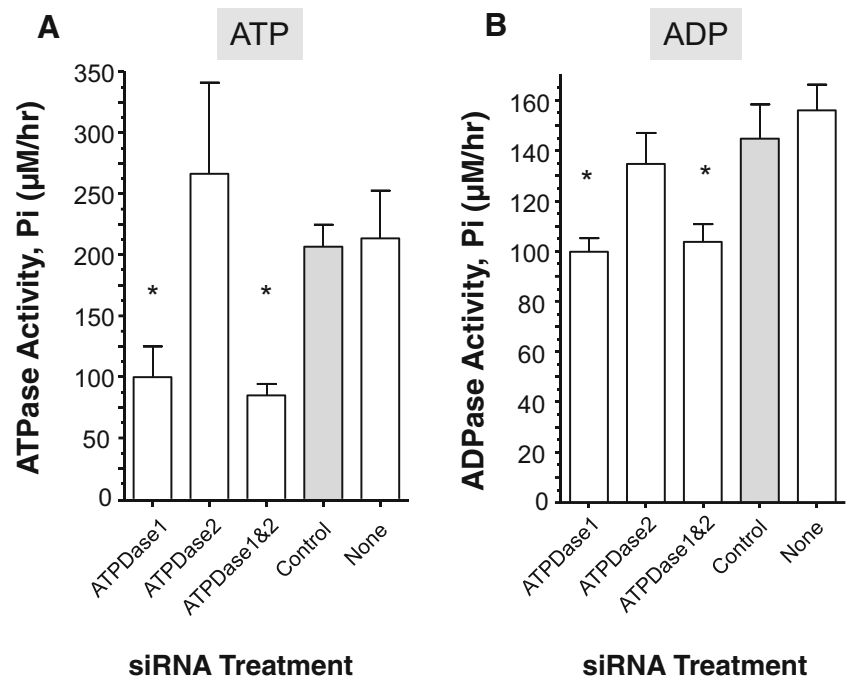 A
ATP
ATPase Activity, Pi (µM/hr)
350
300
250
200
150
100
50
0
*
*
ATPDase1
ATPDase2
ATPDase1&2
Control
None
siRNA Treatment
B
ADP
ADPase Activity, Pi (µM/hr)
160
140
120
100
80
60
40
20
0
*
*
ATPDase1
ATPDase2
ATPDase1&2
Control
None
siRNA Treatment